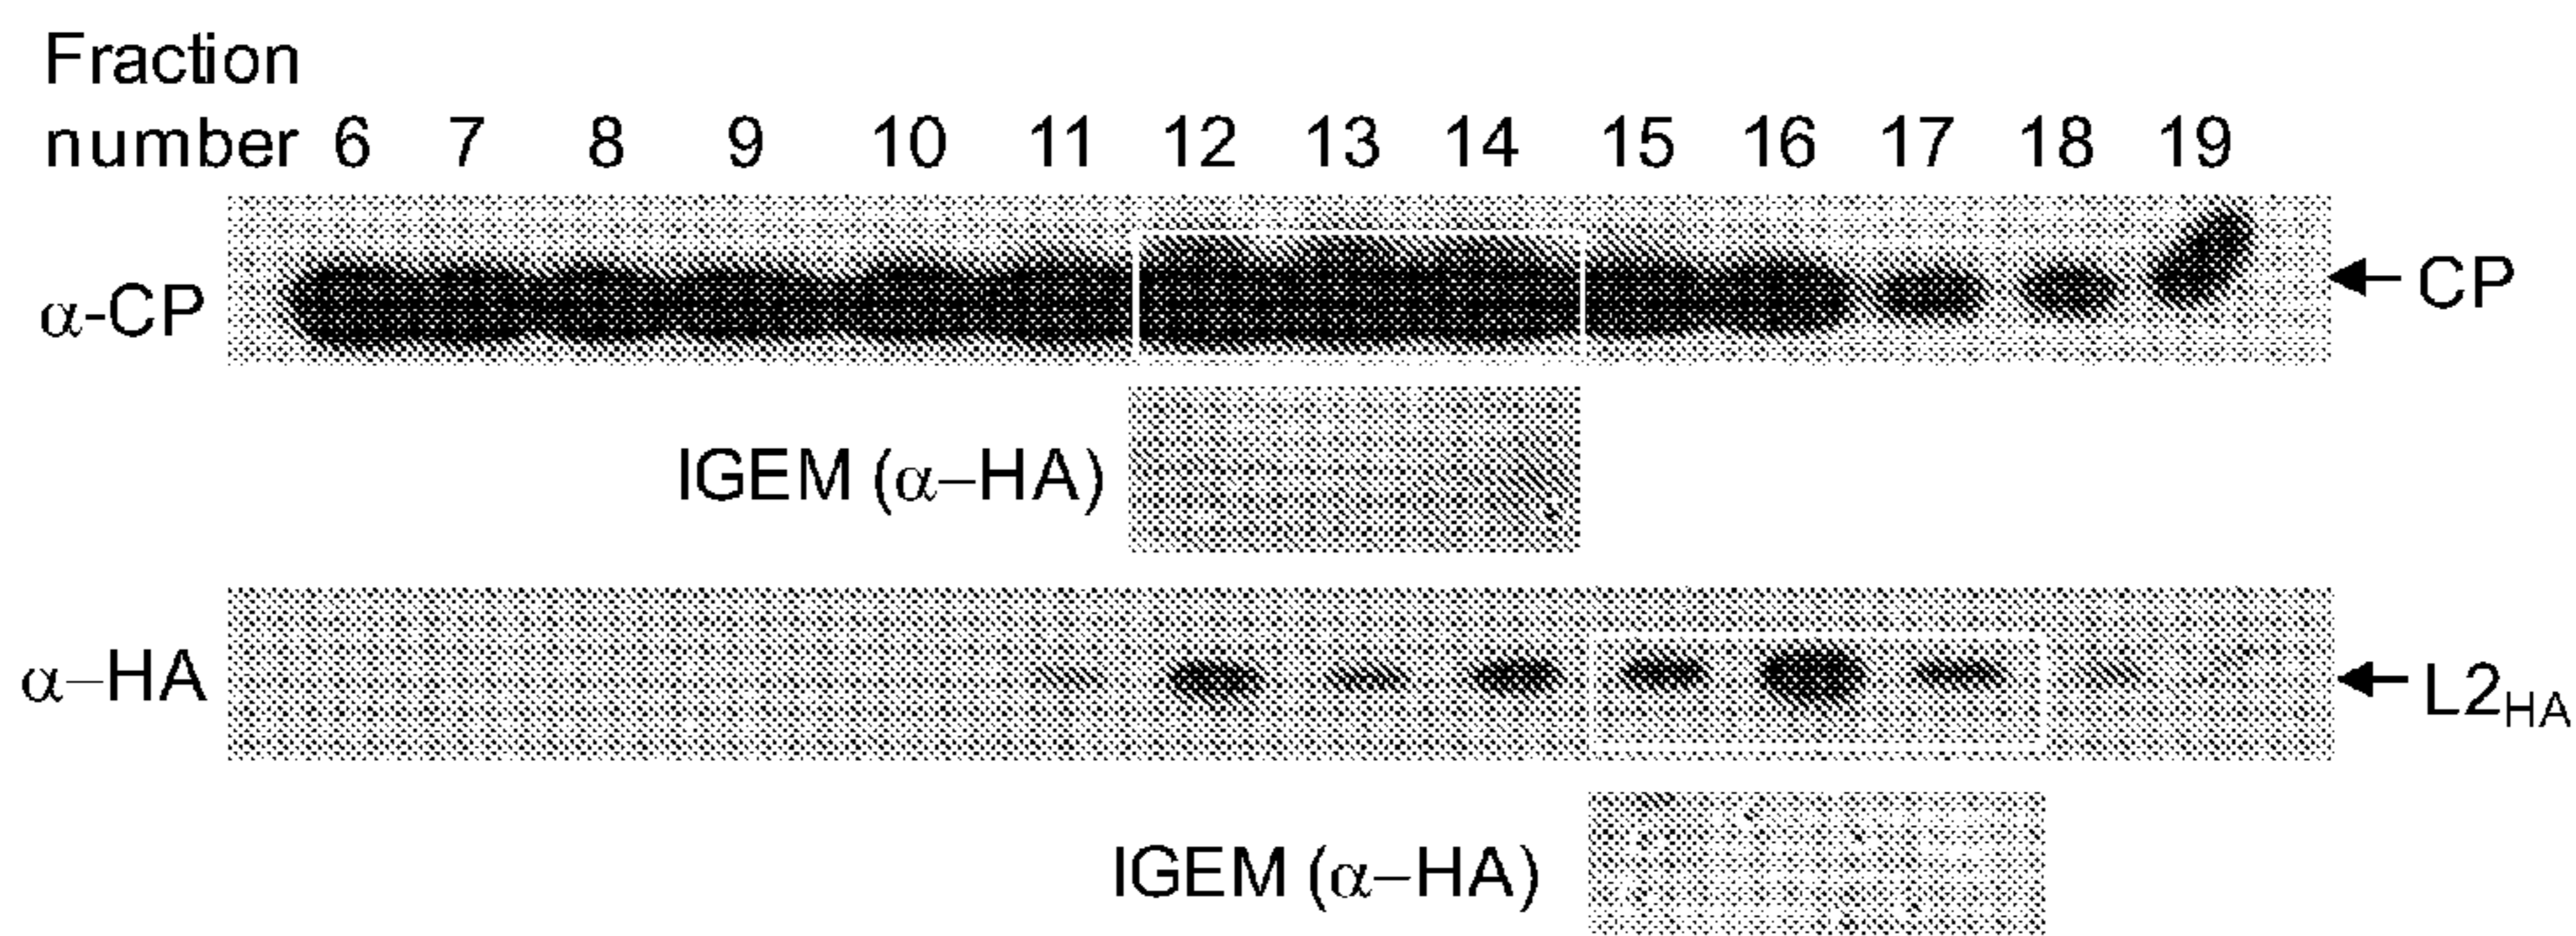 Fraction
number 6 7 8 9 10 11 12 13 14 15 16 17 18 19
α-CP CP
IGEM (α–HA)
α–HA L2HA
IGEM (α–HA)